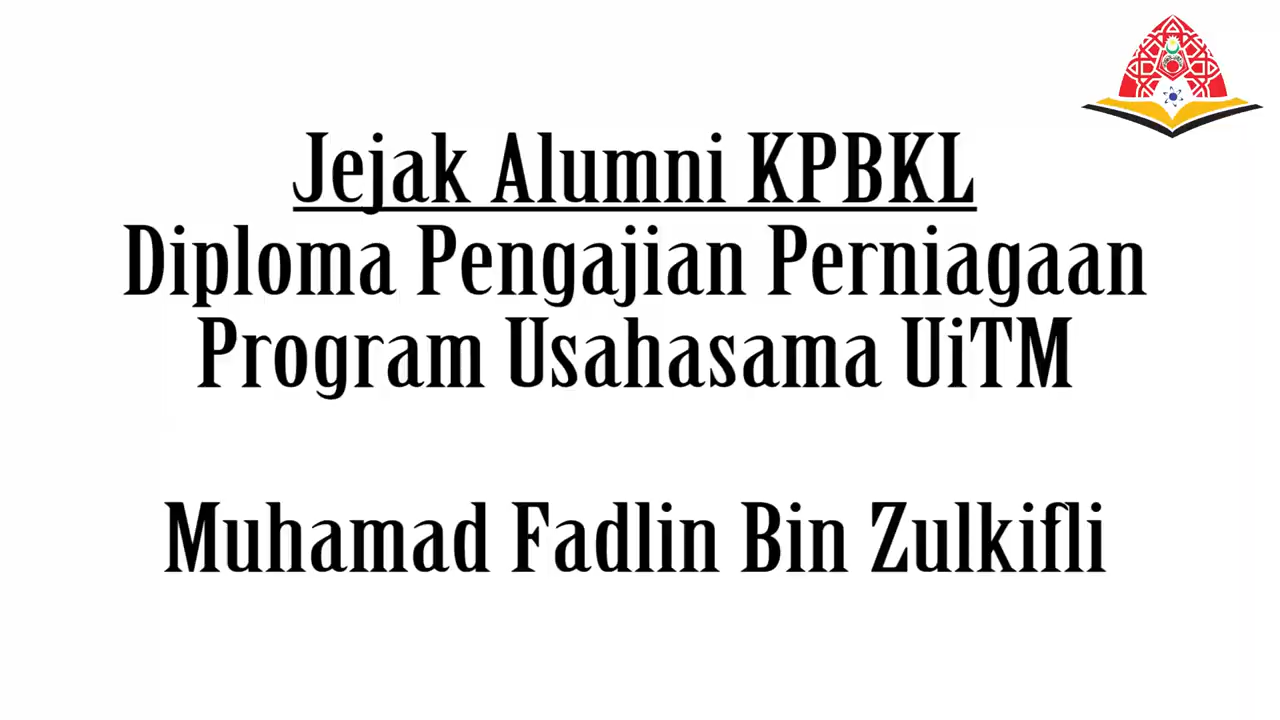 Jejak Alumni KPBKL
Diploma Pengajian Perniagaan
Program Usahasama UiTM
Muhamad Fadlin Bin Zulkifli